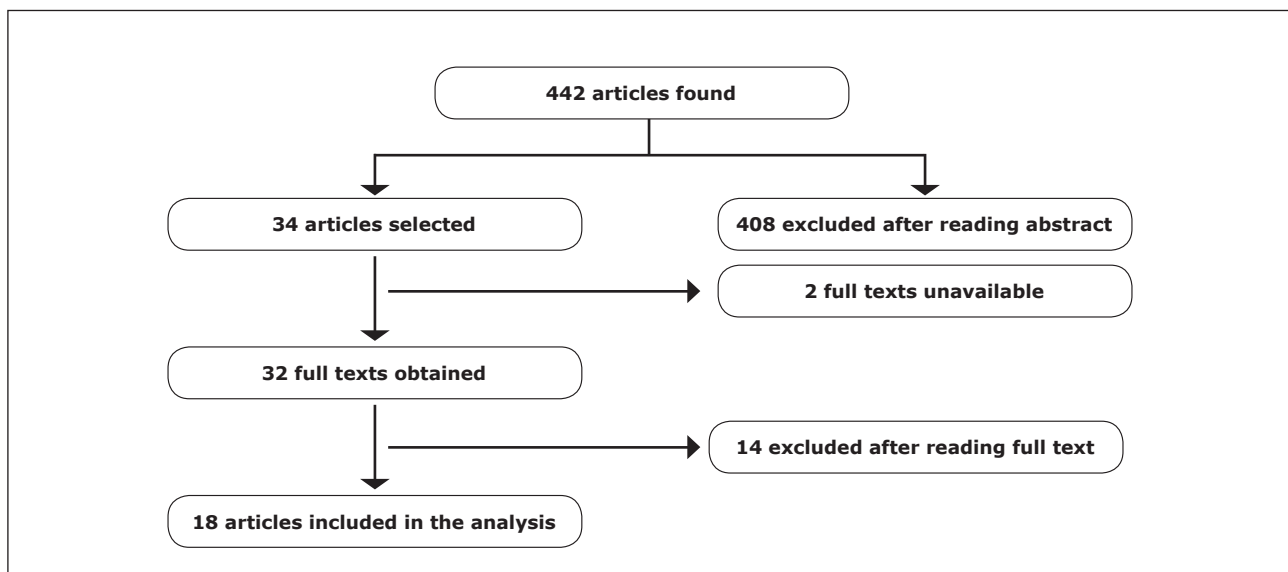 442 articles found
34 articles selected
408 excluded after reading abstract
2 full texts unavailable
32 full texts obtained
14 excluded after reading full text
18 articles included in the analysis